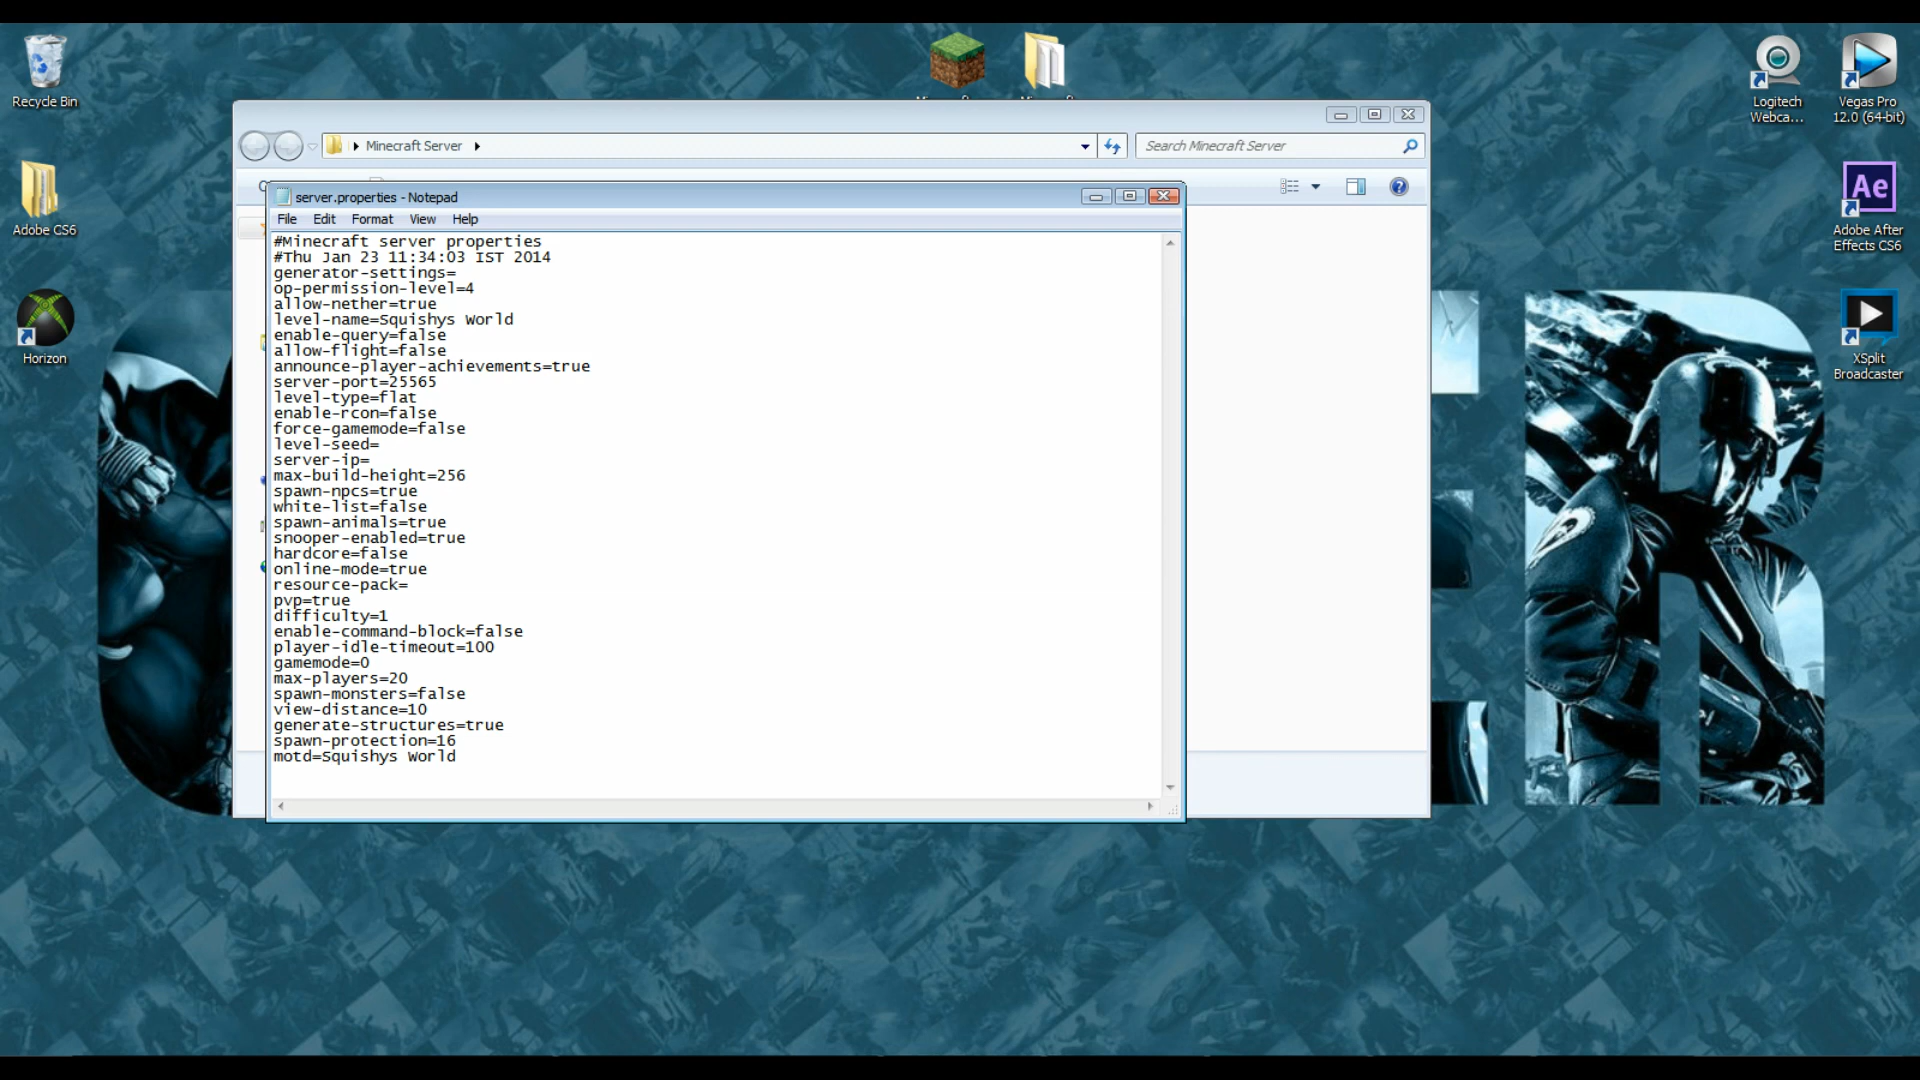 Recycle Bin
Adobe CS6
Horizon
Logitech
Webca...
Vegas Pro
12.0 (64-bit)
Adobe After
Effects CS6
XSplit
Broadcaster
Minecraft Server
Search Minecraft Server
server.properties - Notepad
File Edit Format View Help
#Minecraft server properties
#Thu Jan 23 11:34:03 IST 2014
generator-settings=
op-permission-level=4
allow-nether=true
level-name=Squishys World
enable-query=false
allow-flight=false
announce-player-achievements=true
server-port=25565
level-type=flat
enable-rcon=false
force-gamemode=false
level-seed=
server-ip=
max-build-height=256
spawn-npcs=true
white-list=false
spawn-animals=true
snooper-enabled=true
hardcore=false
online-mode=true
resource-pack=
pvp=true
difficulty=1
enable-command-block=false
player-idle-timeout=100
gamemode=0
max-players=20
spawn-monsters=false
view-distance=10
generate-structures=true
spawn-protection=16
motd=Squishys World
Ae